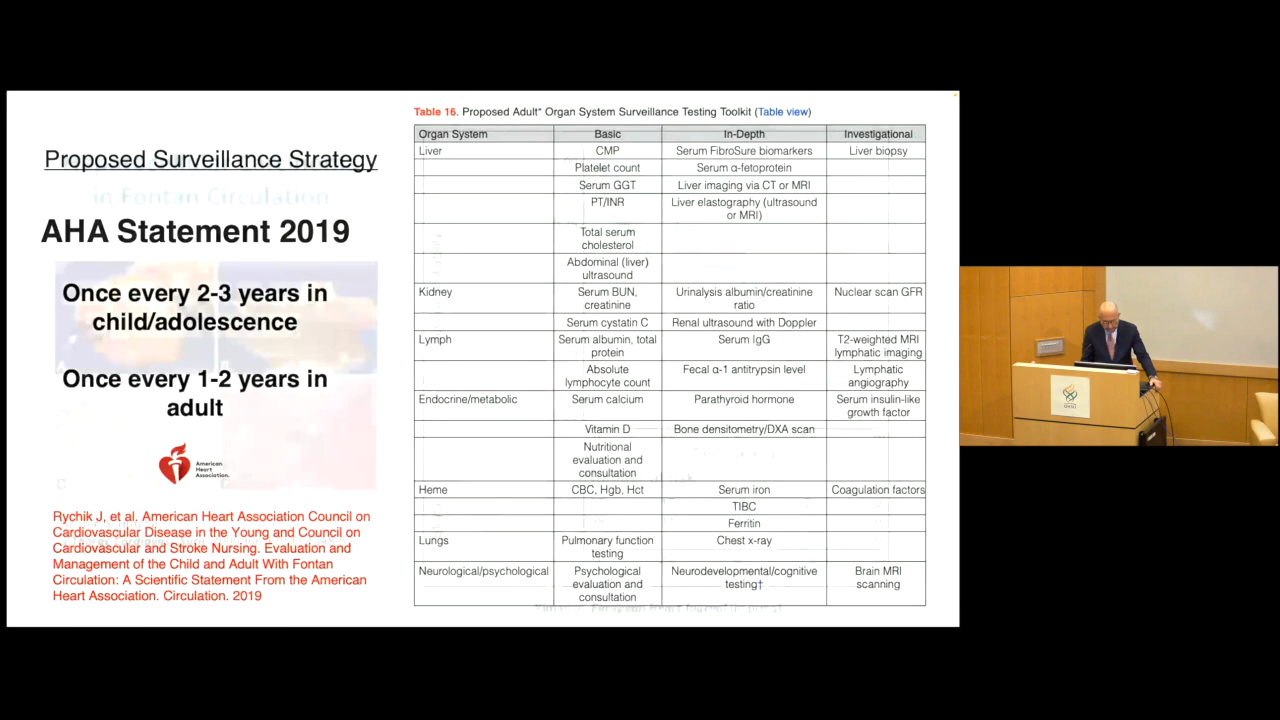 Proposed Surveillance Strategy
in Fontan Circulation
AHA Statement 2019
Once every 2-3 years in
child/adolescence
Once every 1-2 years in
adult
American
Heart
Association.
Rychik J, et al. American Heart Association Council on
Cardiovascular Disease in the Young and Council on
Cardiovascular and Stroke Nursing. Evaluation and
Management of the Child and Adult With Fontan
Circulation: A Scientific Statement From the American
Heart Association. Circulation. 2019
Table 16. Proposed Adult* Organ System Surveillance Testing Toolkit (Table view)
Organ System Basic In-Depth Investigational
Liver CMP Serum FibroSure biomarkers Liver biopsy
Platelet count Serum α-fetoprotein
Serum GGT Liver imaging via CT or MRI
PT/INR Liver elastography (ultrasound
or MRI)
Total serum
cholesterol
Abdominal (liver)
ultrasound
Kidney Serum BUN, Urinalysis albumin/creatinine Nuclear scan GFR
creatinine ratio
Serum cystatin C Renal ultrasound with Doppler
Lymph Serum albumin, total Serum IgG T2-weighted MRI
protein lymphatic imaging
Absolute Fecal α-1 antitrypsin level Lymphatic
lymphocyte count angiography
Endocrine/metabolic Serum calcium Parathyroid hormone Serum insulin-like
growth factor
Vitamin D Bone densitometry/DXA scan
Nutritional
evaluation and
consultation
Heme CBC, Hgb, Hct Serum iron Coagulation factors
TIBC
Ferritin
Lungs Pulmonary function Chest x-ray
testing
Neurological/psychological Psychological Neurodevelopmental/cognitive Brain MRI
evaluation and testing† scanning
consultation